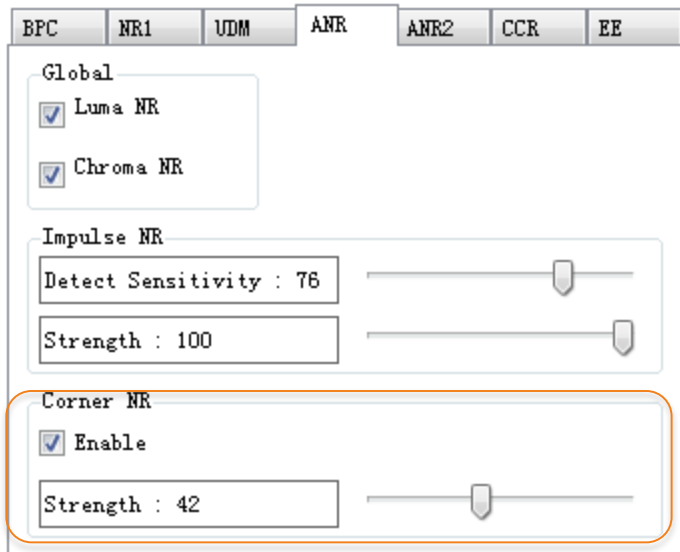 BPC NR1 UDM ANR ANR2 CCR EE
Global
Luma NR
Chroma NR
Impulse NR
Detect Sensitivity : 76
Strength : 100
Corner NR
Enable
Strength : 42